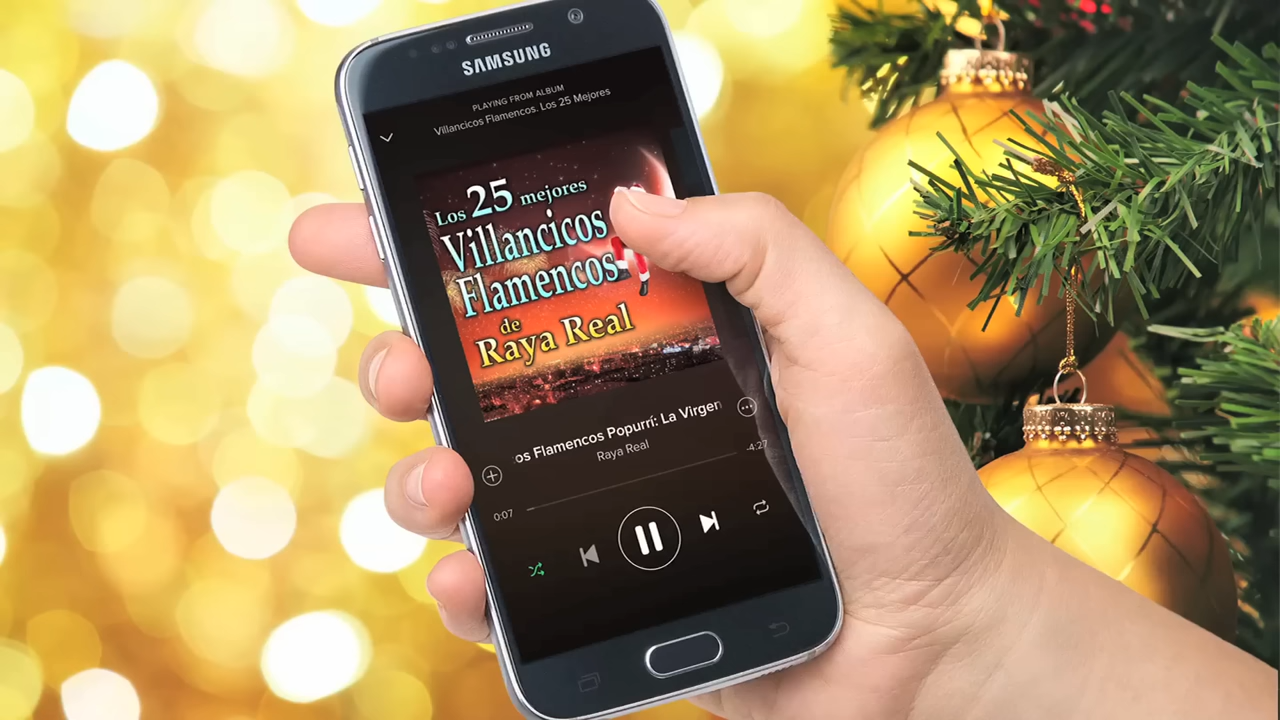 SAMSUNG
PLAYING FROM ALBUM
Villancicos Flamencos. Los 25 Mejores
Los 25 mejores
Villancicos
Flamencos
de
Raya Real
os Flamencos Popurrí: La Virgen
Raya Real
0:07
-4:27